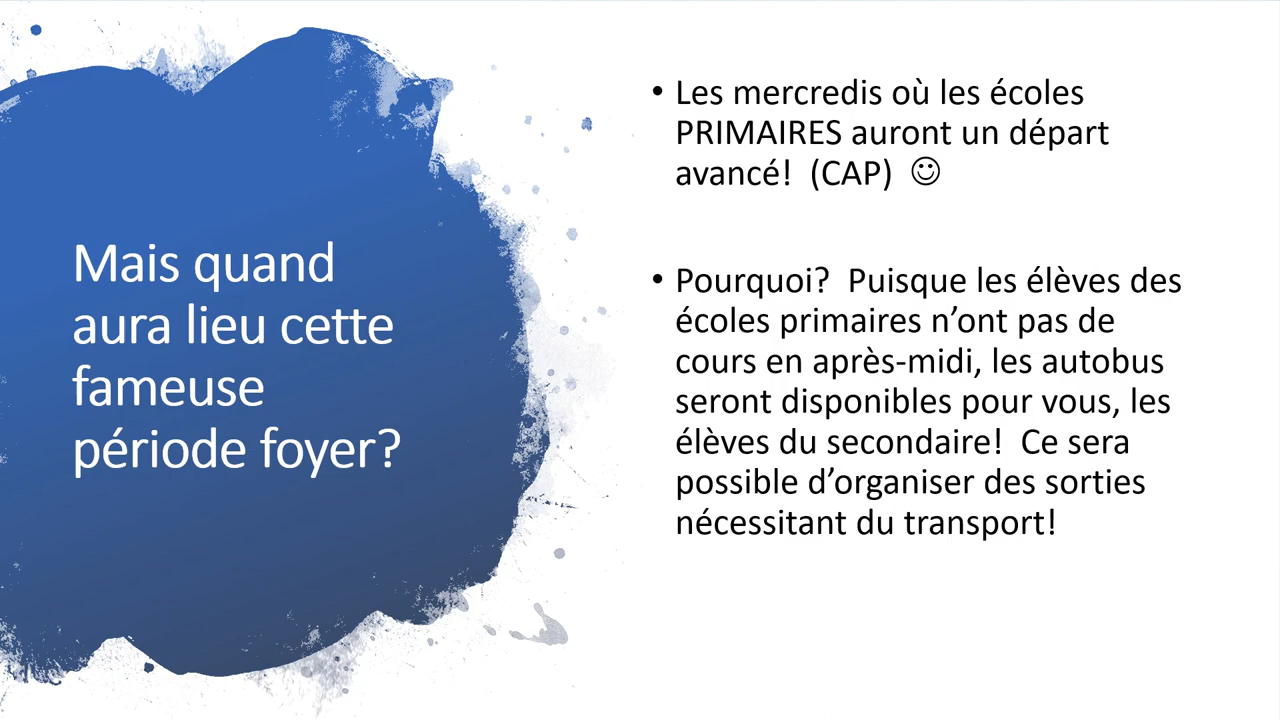 Mais quand
aura lieu cette
fameuse
période foyer?
• Les mercredis où les écoles
PRIMAIRES auront un départ
avancé!  (CAP)  ☺
• Pourquoi?  Puisque les élèves des
écoles primaires n’ont pas de
cours en après-midi, les autobus
seront disponibles pour vous, les
élèves du secondaire!  Ce sera
possible d’organiser des sorties
nécessitant du transport!